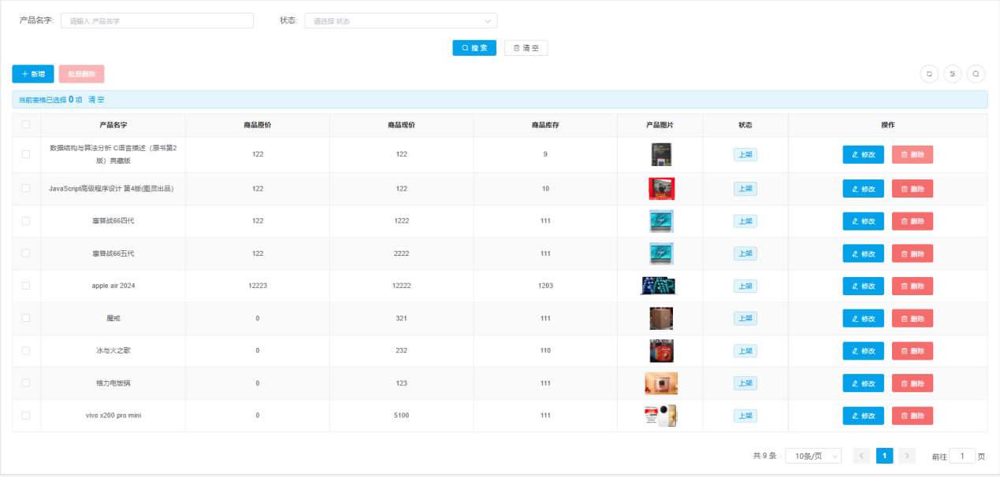 产品名字: 请输入 产品名字 状态: 请选择 状态
搜 索 清 空
新增 批量删除
当前表格已选择 0 项 清 空
产品名字 商品原价 商品现价 商品库存 产品图片 状态 操作
数据结构与算法分析 C语言描述（原书第2
版）典藏版 122 122 9 上架 修改 删除
JavaScript高级程序设计 第4版(图灵出品) 122 122 10 上架 修改 删除
惠普战66四代 122 1222 111 上架 修改 删除
惠普战66五代 122 2222 111 上架 修改 删除
apple air 2024 12223 12222 1203 上架 修改 删除
魔戒 0 321 111 上架 修改 删除
冰与火之歌 0 232 110 上架 修改 删除
格力电饭锅 0 123 111 上架 修改 删除
vivo x200 pro mini 0 5100 111 上架 修改 删除
共 9 条 10条/页 1 前往 1 页